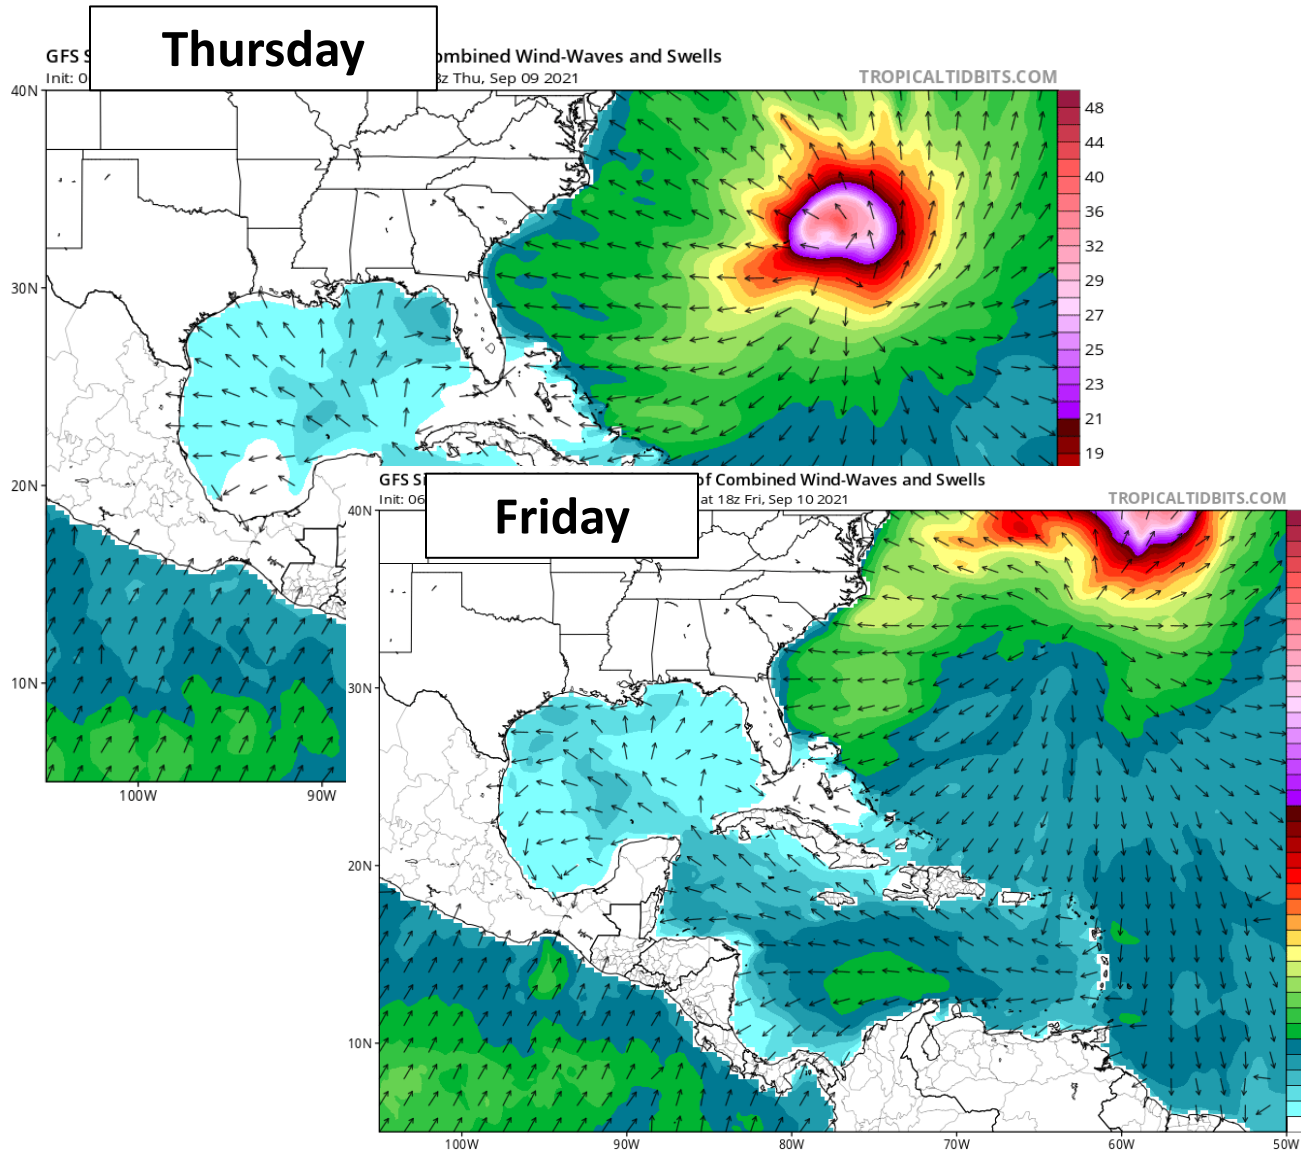 Thursday
GFS S
ombined Wind-Waves and Swells
Init: 0
z Thu, Sep 09 2021
TROPICALTIDBITS.COM
40N
30N
20N
10N
100W
90W
48
44
40
36
32
29
27
25
23
21
19
Friday
GFS S
of Combined Wind-Waves and Swells
Init: 06
at 18z Fri, Sep 10 2021
TROPICALTIDBITS.COM
40N
30N
20N
10N
100W
90W
80W
70W
60W
50W